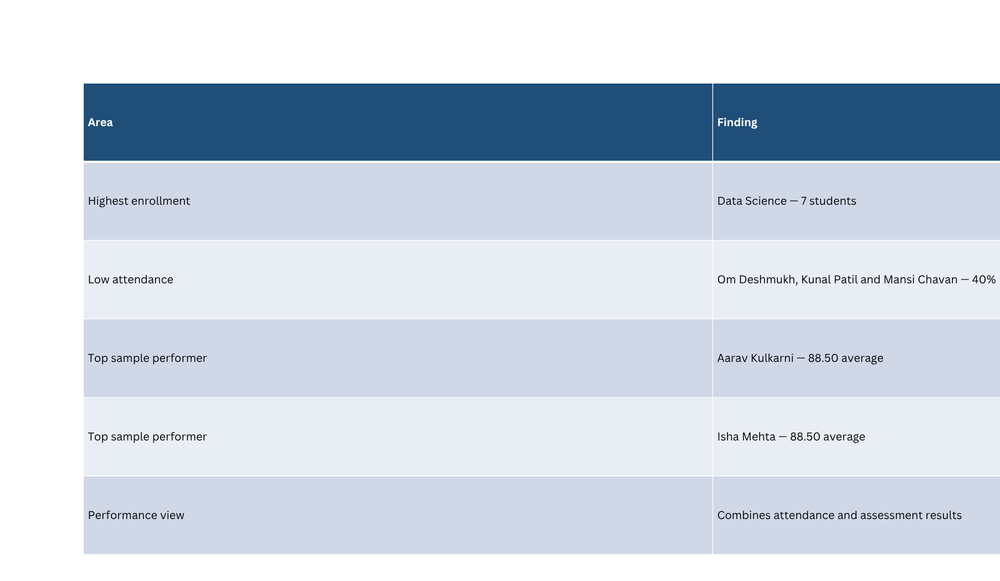 Area
Finding
Highest enrollment
Data Science — 7 students
Low attendance
Om Deshmukh, Kunal Patil and Mansi Chavan — 40%
Top sample performer
Aarav Kulkarni — 88.50 average
Top sample performer
Isha Mehta — 88.50 average
Performance view
Combines attendance and assessment results